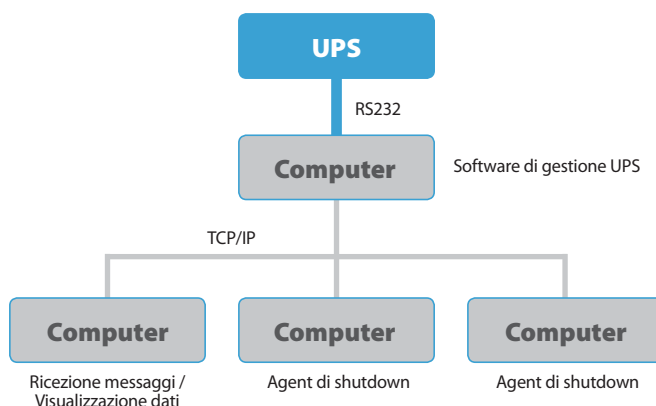 UPS
RS232
Computer
Software di gestione UPS
TCP/IP
Computer
Computer
Computer
Ricezione messaggi /
Visualizzazione dati
Agent di shutdown
Agent di shutdown